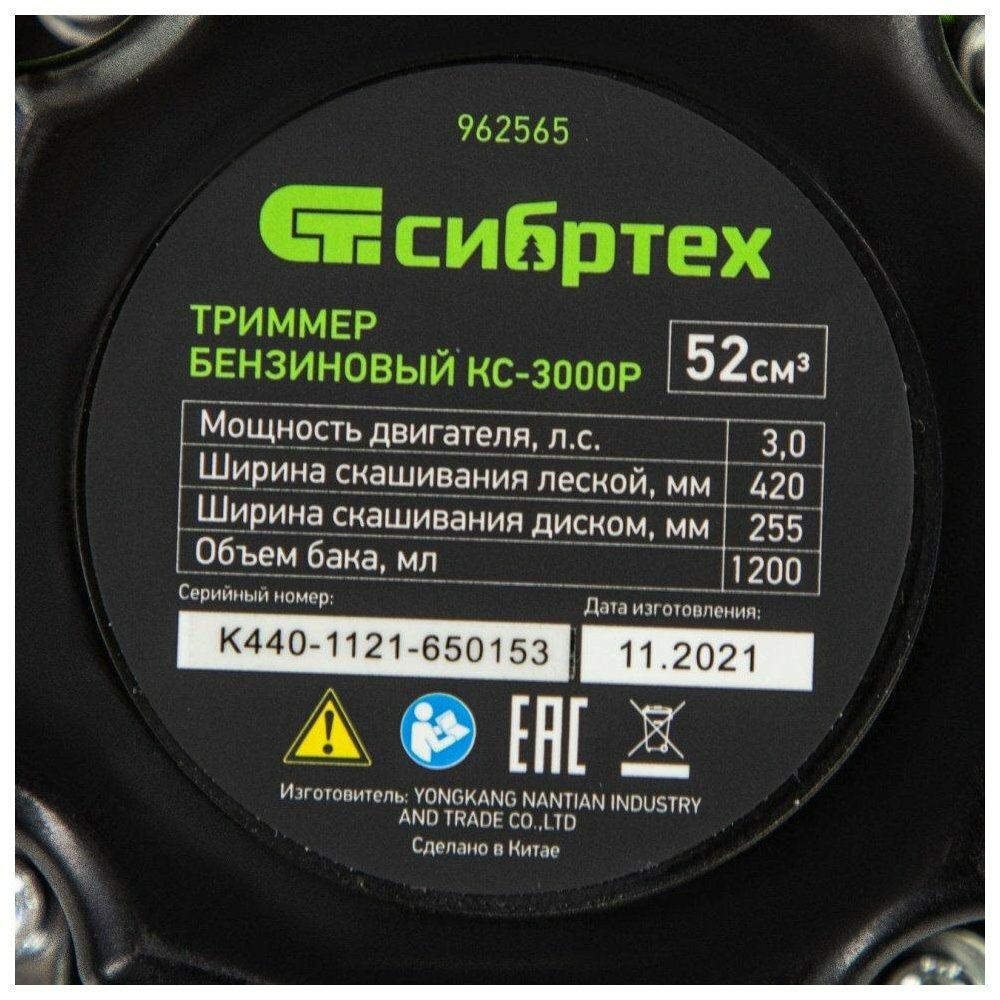 962565
СТ сибртех
ТРИММЕР
БЕНЗИНОВЫЙ КС-3000Р
52см³
Мощность двигателя, л.с. 3,0
Ширина скашивания леской, мм 420
Ширина скашивания диском, мм 255
Объем бака, мл 1200
Серийный номер: Дата изготовления:
K440-1121-650153 11.2021
EAC
Изготовитель: YONGKANG NANTIAN INDUSTRY
AND TRADE CO.,LTD
Сделано в Китае